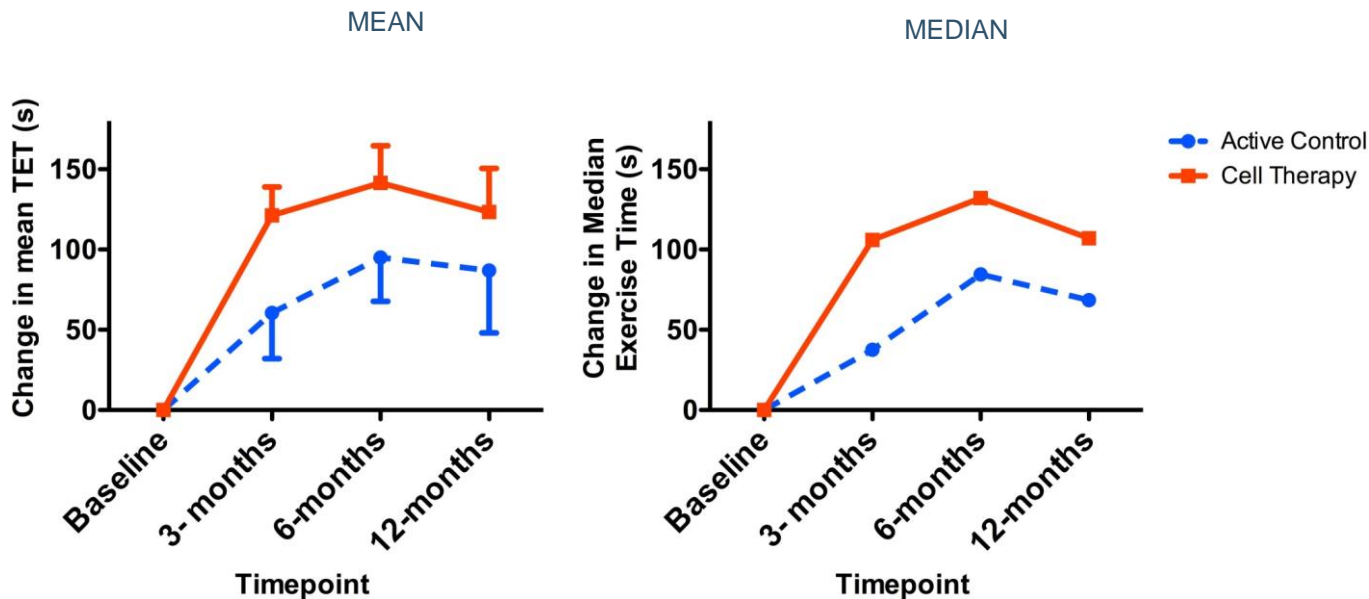 MEAN
MEDIAN
Change in mean TET (s)
150
100
50
0
Baseline
3- months
6-months
12-months
Timepoint
Change in Median
Exercise Time (s)
150
100
50
0
Baseline
3- months
6-months
12-months
Timepoint
Active Control
Cell Therapy